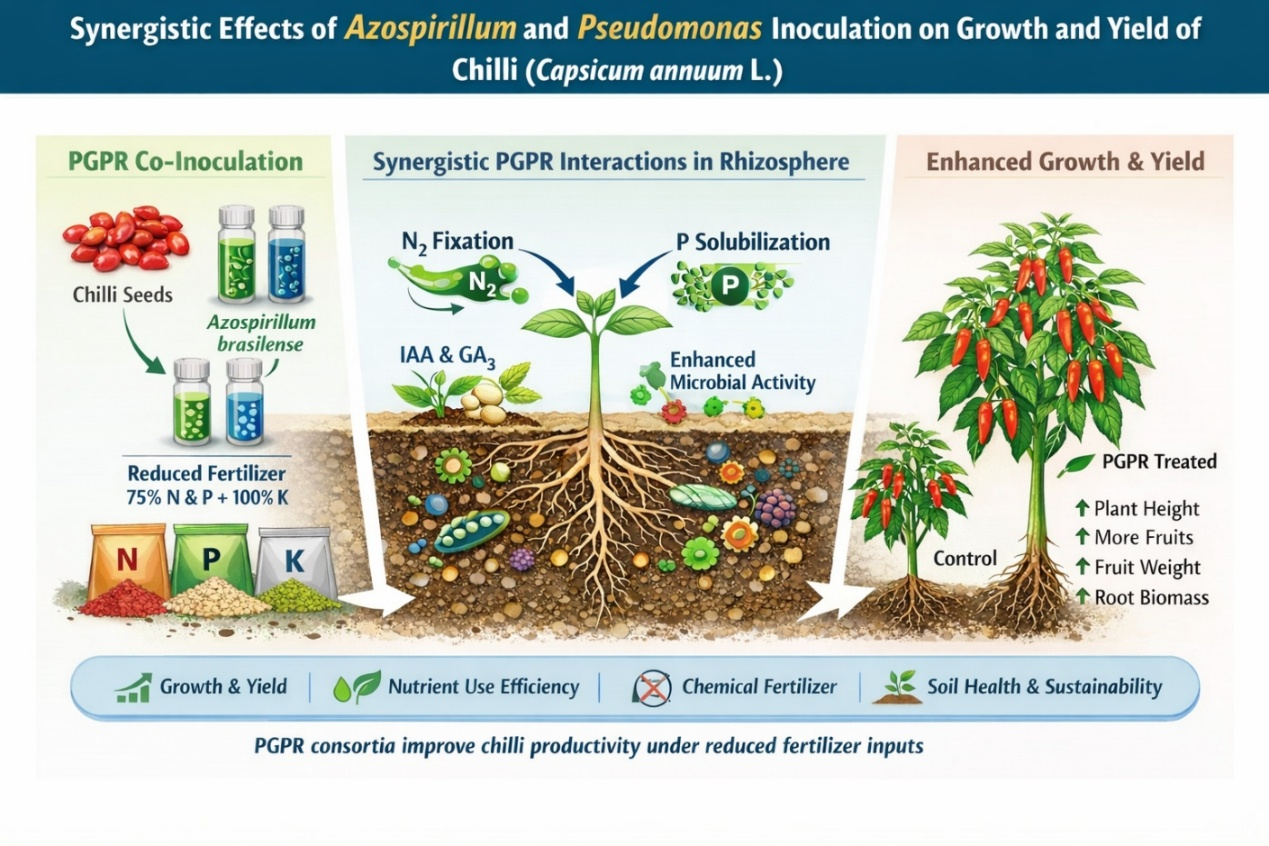 Synergistic Effects of Azospirillum and Pseudomonas Inoculation on Growth and Yield of
Chilli (Capsicum annuum L.)
PGPR Co-Inoculation
Chilli Seeds
Azospirillum
brasilense
Reduced Fertilizer
75% N & P + 100% K
N
P
K
Synergistic PGPR Interactions in Rhizosphere
N₂ Fixation
N₂
P Solubilization
P
IAA & GA₃
Enhanced
Microbial Activity
Enhanced Growth & Yield
PGPR Treated
Control
Plant Height
More Fruits
Fruit Weight
Root Biomass
Growth & Yield
Nutrient Use Efficiency
Chemical Fertilizer
Soil Health & Sustainability
PGPR consortia improve chilli productivity under reduced fertilizer inputs